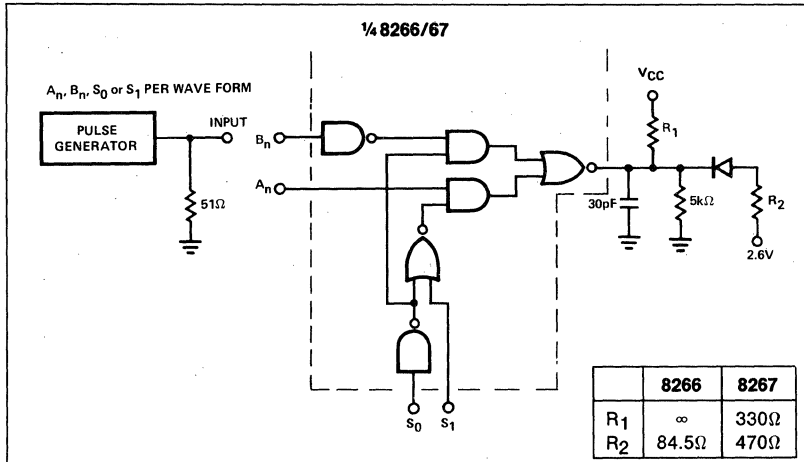 ¼ 8266/67
Aₙ, Bₙ, S₀ or S₁ PER WAVE FORM
PULSE
GENERATOR
INPUT
51Ω
Bₙ
Aₙ
S₀ S₁
VCC
R₁
30pF
5kΩ
R₂
2.6V
8266 8267
R₁ ∞ 330Ω
R₂ 84.5Ω 470Ω